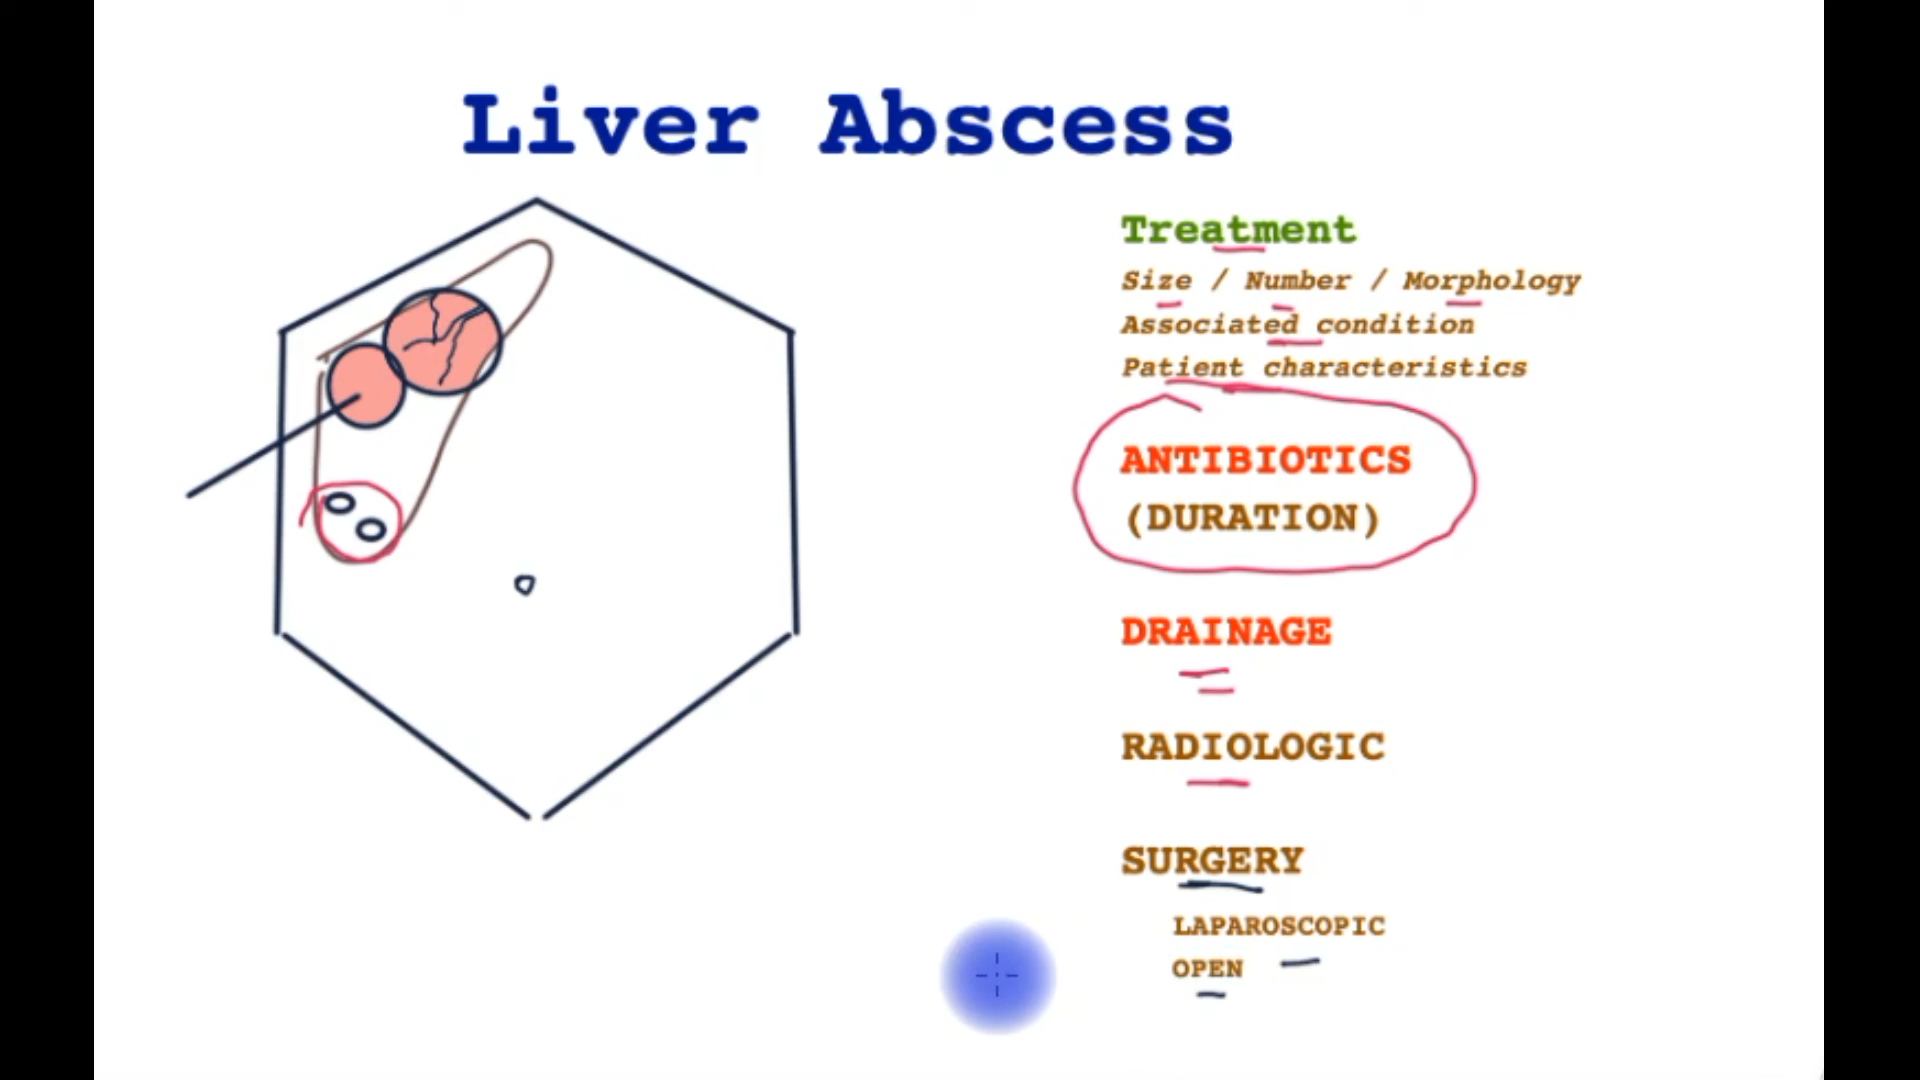 Liver Abscess
Treatment
Size / Number / Morphology
Associated condition
Patient characteristics
ANTIBIOTICS
(DURATION)
DRAINAGE
RADIOLOGIC
SURGERY
LAPAROSCOPIC
OPEN